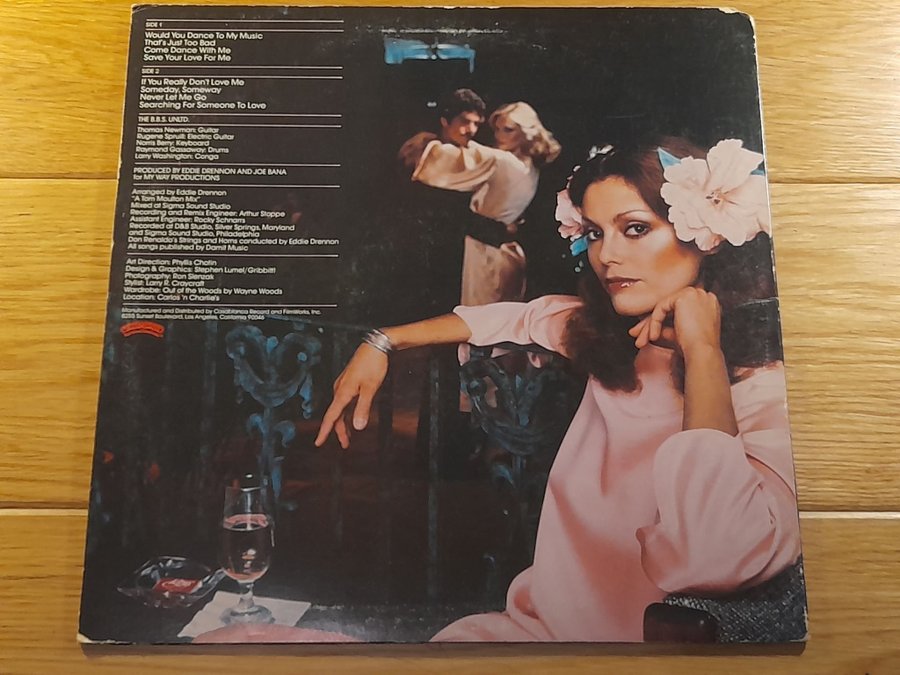 SIDE 1
Would You Dance To My Music
That's Just Too Bad
Come Dance With Me
Save Your Love For Me
SIDE 2
If You Really Don't Love Me
Someday, Someway
Never Let Me Go
Searching For Someone To Love
THE B.B.S. UNLTD.
Thomas Newman: Guitar
Rugene Spruill: Electric Guitar
Norris Berry: Keyboard
Raymond Gassaway: Drums
Larry Washington: Conga
PRODUCED BY EDDIE DRENNON AND JOE BANA
for MY WAY PRODUCTIONS
Arranged by Eddie Drennon
"A Tom Moulton Mix"
Mixed at Sigma Sound Studio
Recording and Remix Engineer: Arthur Stoppe
Assistant Engineer: Rocky Schnarrs
Recorded at D&B Studio, Silver Springs, Maryland
and Sigma Sound Studio, Philadelphia
Don Renaldo's Strings and Horns conducted by Eddie Drennon
All songs published by Damit Music
Art Direction: Phyllis Chotin
Design & Graphics: Stephen Lumel/Gribbitt!
Photography: Ron Slenzak
Stylist: Larry R. Craycraft
Wardrobe: Out of the Woods by Wayne Woods
Location: Carlos 'n Charlie's
Manufactured and Distributed by Casablanca Record and FilmWorks, Inc.
8255 Sunset Boulevard, Los Angeles, California 90046